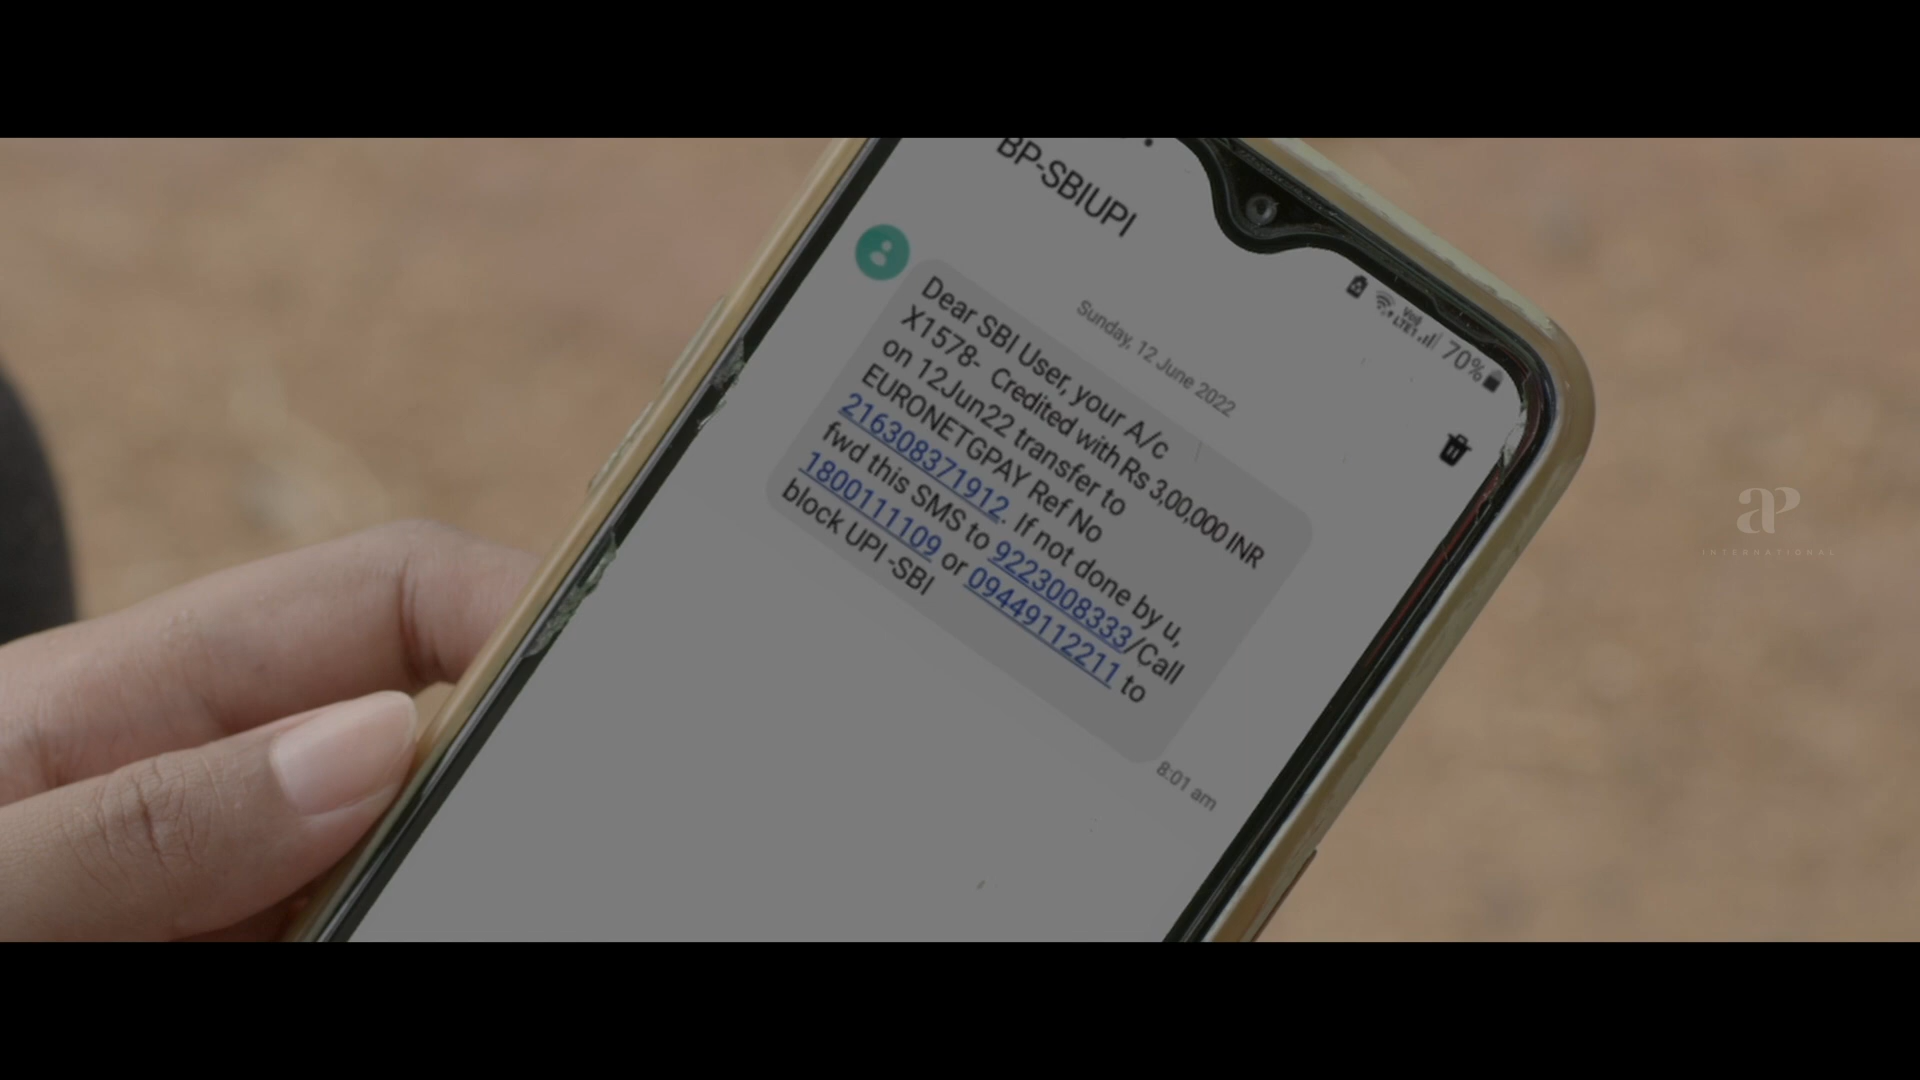 BP-SBIUPI
70%
Sunday, 12 June 2022
Dear SBI User, your A/c
X1578- Credited with Rs 3,00,000 INR
on 12Jun22 transfer to
EURONETGPAY Ref No
216308371912. If not done by u,
fwd this SMS to 9223008333/Call
1800111109 or 09449112211 to
block UPI -SBI
8:01 am
aP
INTERNATIONAL